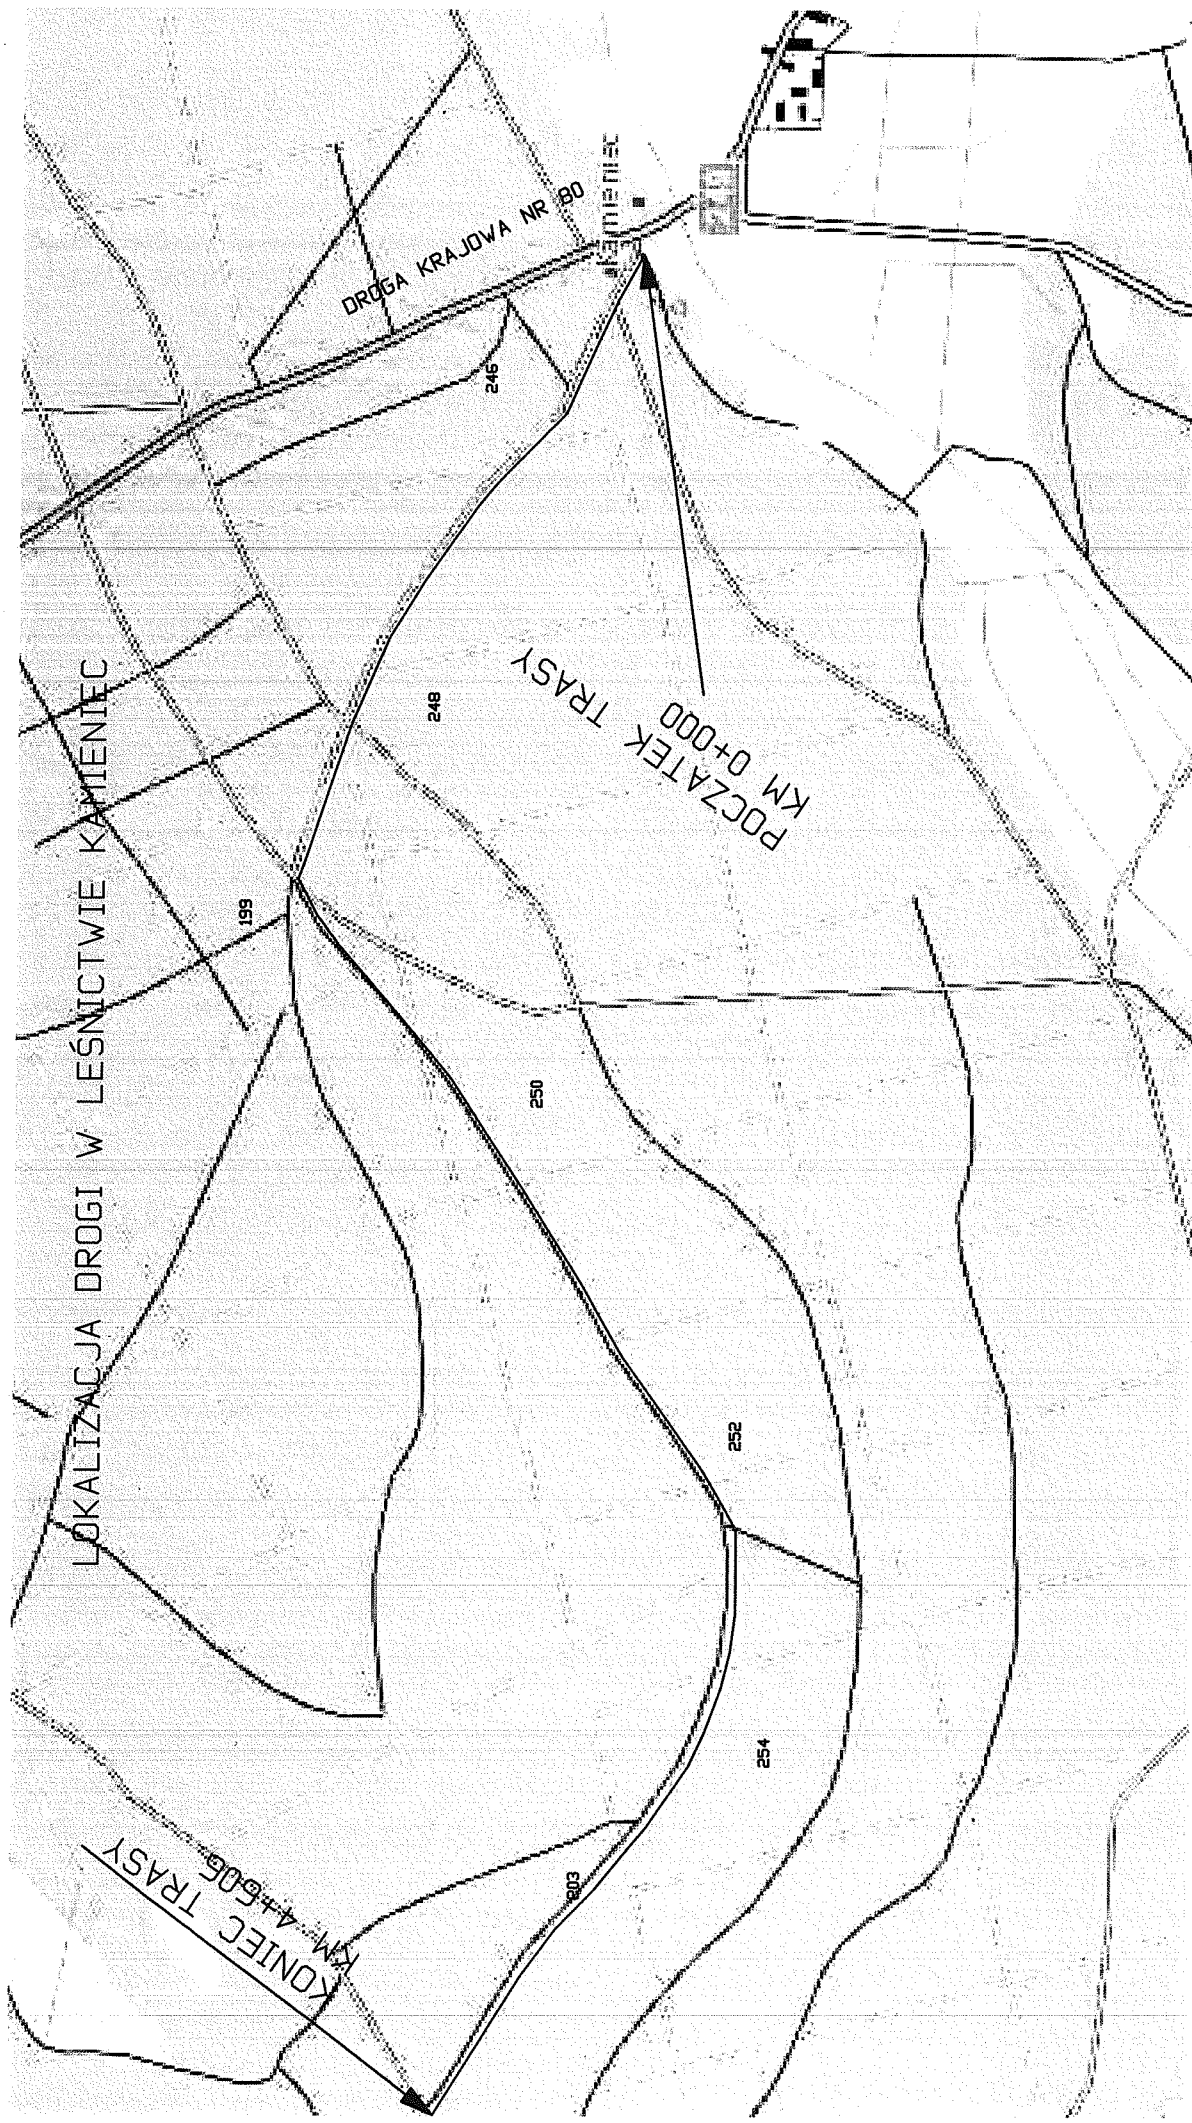 LOKALIZACJA DROGI W LEŚNICTWIE KAMIENIEC
DROGA KRAJOWA NR 80
Kamieniec
246
248
POCZATEK TRASY
KM 0+000
199
250
252
254
203
KONIEC TRASY
KM 4+606